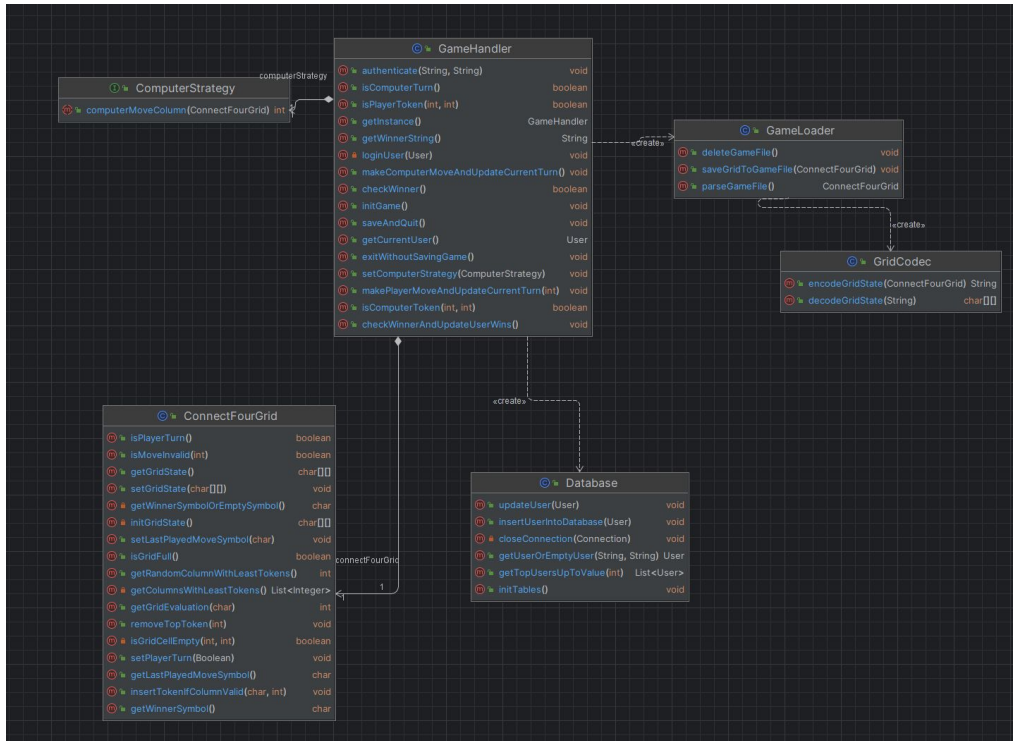 GameHandler
authenticate(String, String) void
isComputerTurn() boolean
isPlayerToken(int, int) boolean
getInstance() GameHandler
getWinnerString() String
loginUser(User) void
makeComputerMoveAndUpdateCurrentTurn() void
checkWinner() boolean
initGame() void
saveAndQuit() void
getCurrentUser() User
exitWithoutSavingGame() void
setComputerStrategy(ComputerStrategy) void
makePlayerMoveAndUpdateCurrentTurn(int) void
isComputerToken(int, int) boolean
checkWinnerAndUpdateUserWins() void
computerStrategy
ComputerStrategy
computerMoveColumn(ConnectFourGrid) int
1
«create»
GameLoader
deleteGameFile() void
saveGridToGameFile(ConnectFourGrid) void
parseGameFile() ConnectFourGrid
«create»
GridCodec
encodeGridState(ConnectFourGrid) String
decodeGridState(String) char[][]
ConnectFourGrid
isPlayerTurn() boolean
isMoveInvalid(int) boolean
getGridState() char[][]
setGridState(char[][]) void
getWinnerSymbolOrEmptySymbol() char
initGridState() char[][]
setLastPlayedMoveSymbol(char) void
isGridFull() boolean
getRandomColumnWithLeastTokens() int
getColumnsWithLeastTokens() List<Integer>
getGridEvaluation(char) int
removeTopToken(int) void
isGridCellEmpty(int, int) boolean
setPlayerTurn(Boolean) void
getLastPlayedMoveSymbol() char
insertTokenIfColumnValid(char, int) void
getWinnerSymbol() char
connectFourGrid
1
1
«create»
Database
updateUser(User) void
insertUserIntoDatabase(User) void
closeConnection(Connection) void
getUserOrEmptyUser(String, String) User
getTopUsersUpToValue(int) List<User>
initTables() void